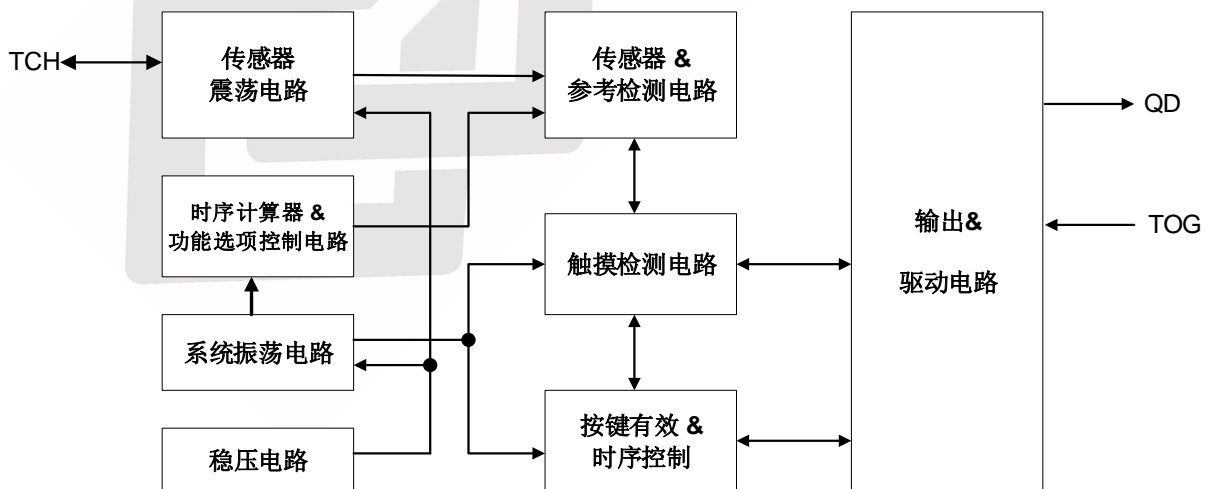 TCH
传感器
震荡电路
传感器 &
参考检测电路
QD
时序计算器 &
功能选项控制电路
触摸检测电路
输出&
驱动电路
TOG
系统振荡电路
按键有效 &
时序控制
稳压电路